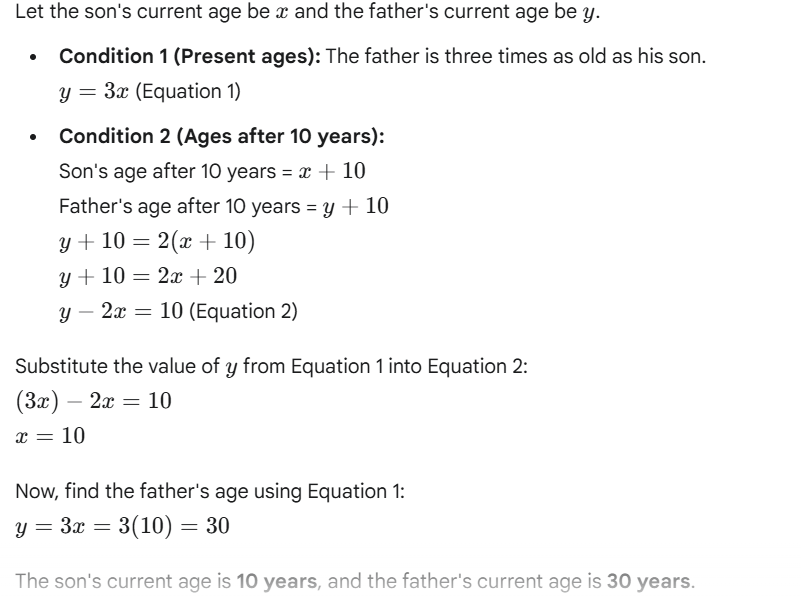 Let the son's current age be x and the father's current age be y.
• Condition 1 (Present ages): The father is three times as old as his son.
y = 3x (Equation 1)
• Condition 2 (Ages after 10 years):
Son's age after 10 years = x + 10
Father's age after 10 years = y + 10
y + 10 = 2(x + 10)
y + 10 = 2x + 20
y − 2x = 10 (Equation 2)
Substitute the value of y from Equation 1 into Equation 2:
(3x) − 2x = 10
x = 10
Now, find the father's age using Equation 1:
y = 3x = 3(10) = 30
The son's current age is 10 years, and the father's current age is 30 years.